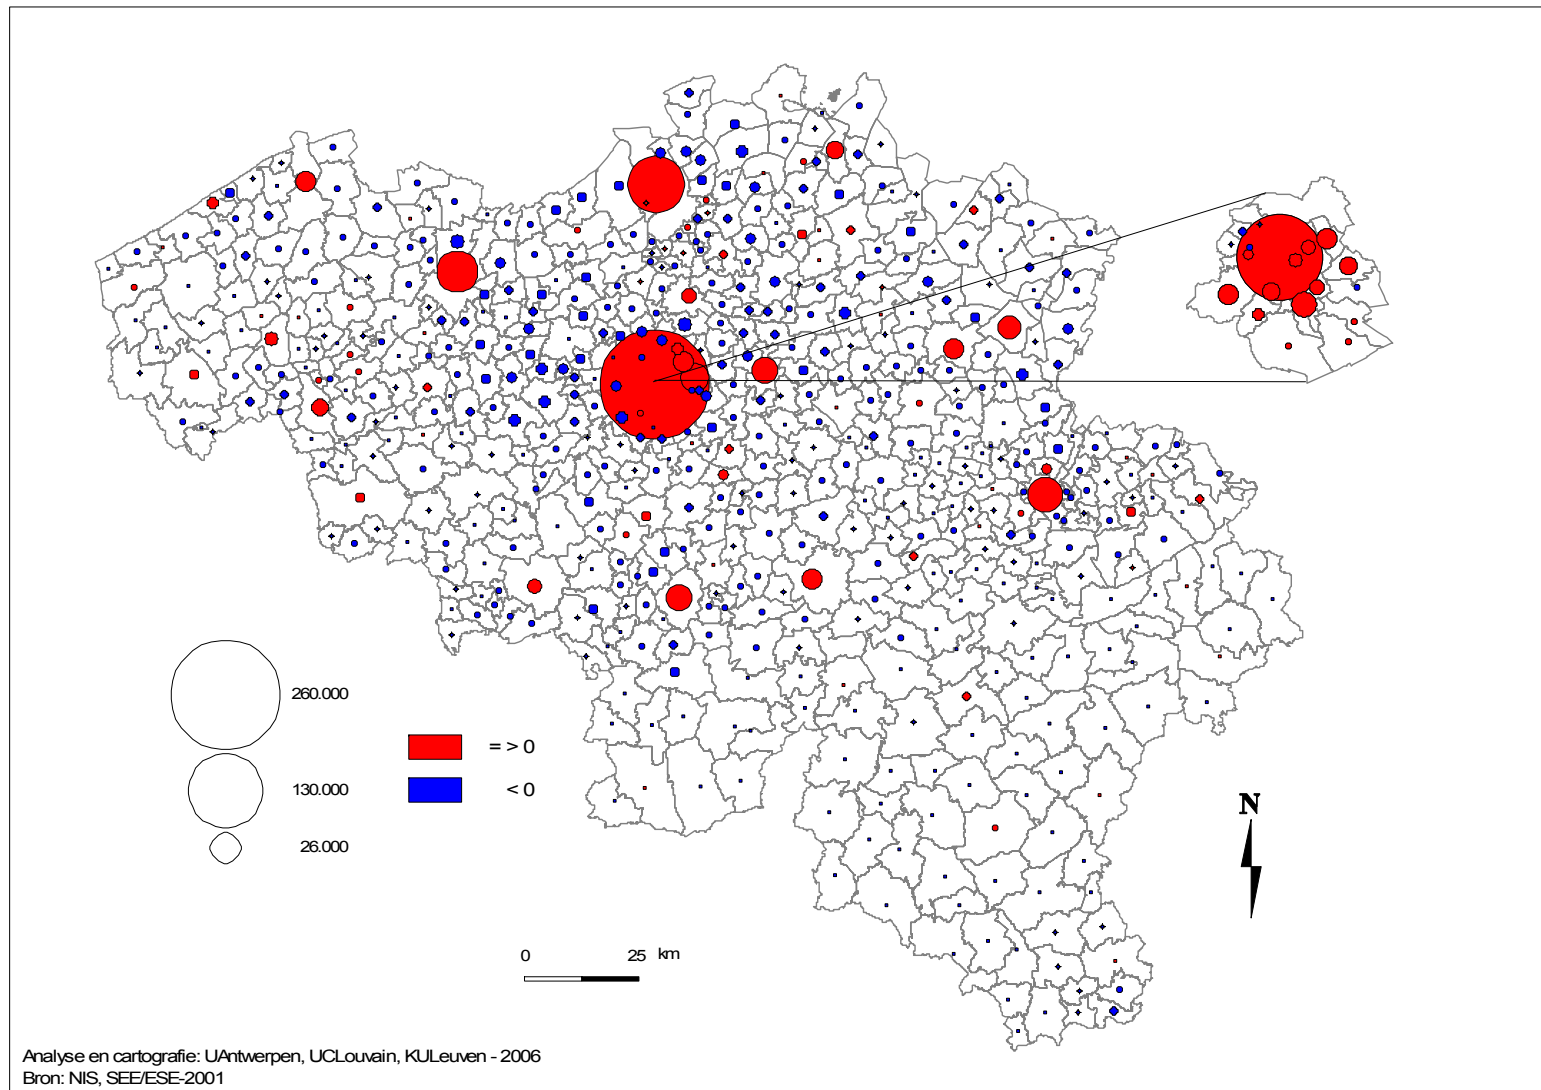 260.000
130.000
26.000
= > 0
< 0
N
0 25 km
Analyse en cartografie: UAntwerpen, UCLouvain, KULeuven - 2006
Bron: NIS, SEE/ESE-2001